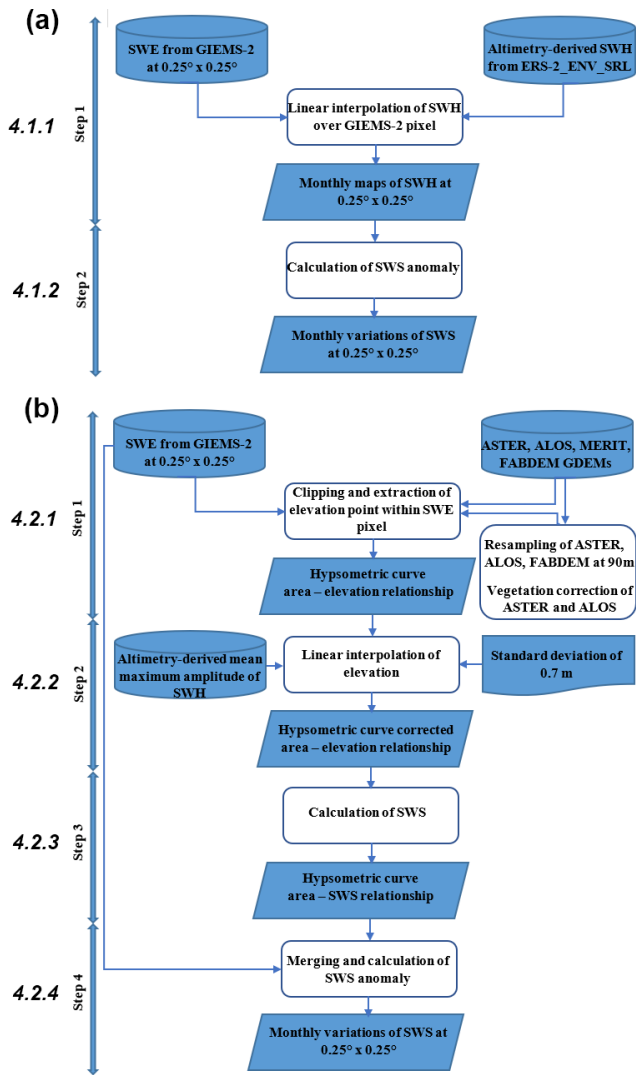 (a)
SWE from GIEMS-2
at 0.25° x 0.25°
Altimetry-derived SWH
from ERS-2_ENV_SRL
4.1.1
Step 1
Linear interpolation of SWH
over GIEMS-2 pixel
Monthly maps of SWH at
0.25° x 0.25°
4.1.2
Step 2
Calculation of SWS anomaly
Monthly variations of SWS
at 0.25° x 0.25°
(b)
SWE from GIEMS-2
at 0.25° x 0.25°
ASTER, ALOS, MERIT,
FABDEM GDEMs
4.2.1
Step 1
Clipping and extraction of
elevation point within SWE
pixel
Resampling of ASTER,
ALOS, FABDEM at 90m
Vegetation correction of
ASTER and ALOS
Hypsometric curve
area – elevation relationship
4.2.2
Step 2
Altimetry-derived mean
maximum amplitude of
SWH
Linear interpolation of
elevation
Standard deviation of
0.7 m
Hypsometric curve corrected
area – elevation relationship
4.2.3
Step 3
Calculation of SWS
Hypsometric curve
area – SWS relationship
4.2.4
Step 4
Merging and calculation of
SWS anomaly
Monthly variations of SWS at
0.25° x 0.25°